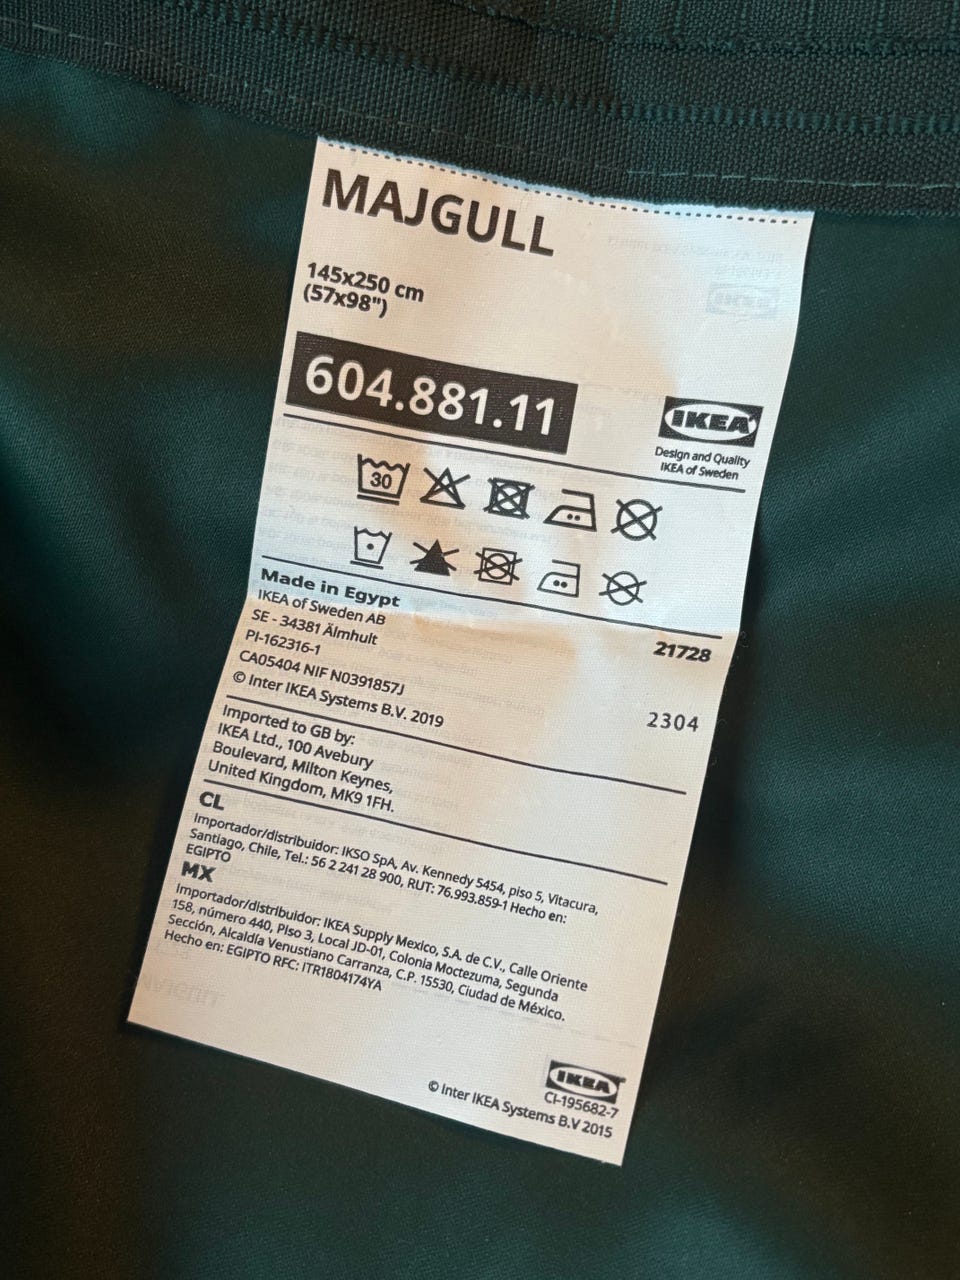 MAJGULL
145x250 cm
(57x98")
604.881.11
IKEA
Design and Quality
IKEA of Sweden
30
Made in Egypt
21728
IKEA of Sweden AB
SE - 34381 Älmhult
PI-162316-1
CA05404 NIF N0391857J
© Inter IKEA Systems B.V. 2019
2304
Imported to GB by:
IKEA Ltd., 100 Avebury
Boulevard, Milton Keynes,
United Kingdom, MK9 1FH.
CL
Importador/distribuidor: IKSO SpA, Av. Kennedy 5454, piso 5, Vitacura,
Santiago, Chile, Tel.: 56 2 241 28 900, RUT: 76.993.859-1 Hecho en:
EGIPTO
MX
Importador/distribuidor: IKEA Supply Mexico, S.A. de C.V., Calle Oriente
158, número 440, Piso 3, Local JD-01, Colonia Moctezuma, Segunda
Sección, Alcaldía Venustiano Carranza, C.P. 15530, Ciudad de México.
Hecho en: EGIPTO RFC: ITR1804174YA
IKEA
CI-195682-7
© Inter IKEA Systems B.V 2015